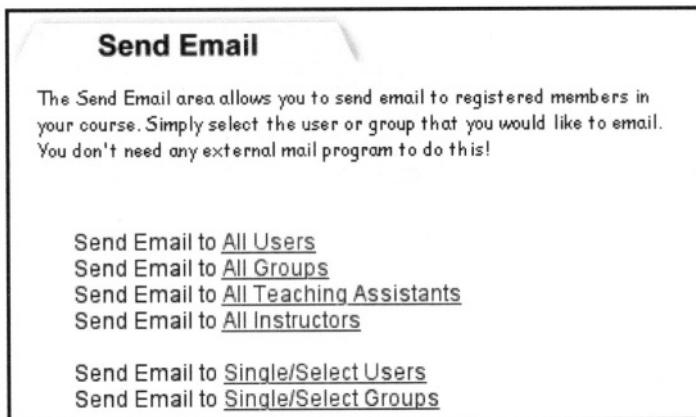 Send Email
The Send Email area allows you to send email to registered members in
your course. Simply select the user or group that you would like to email.
You don't need any external mail program to do this!
Send Email to All Users
Send Email to All Groups
Send Email to All Teaching Assistants
Send Email to All Instructors
Send Email to Single/Select Users
Send Email to Single/Select Groups